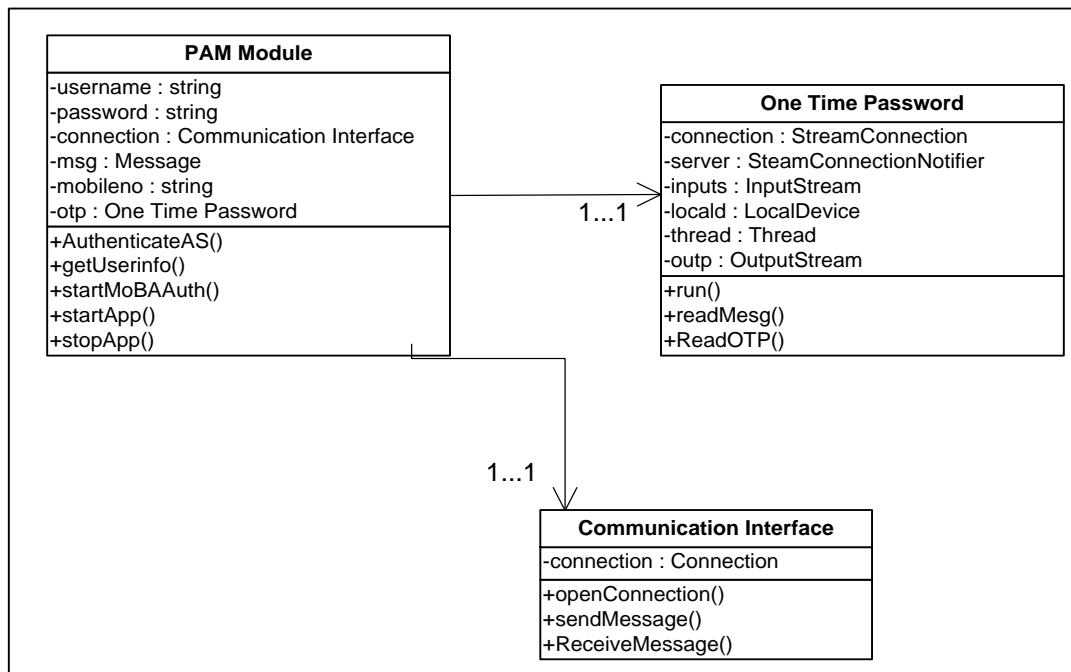 PAM Module
-username : string
-password : string
-connection : Communication Interface
-msg : Message
-mobileno : string
-otp : One Time Password
+AuthenticateAS()
+getUserinfo()
+startMoBAAuth()
+startApp()
+stopApp()
One Time Password
-connection : StreamConnection
-server : SteamConnectionNotifier
-inputs : InputStream
-locald : LocalDevice
-thread : Thread
-outp : OutputStream
+run()
+readMesg()
+ReadOTP()
1...1
1...1
Communication Interface
-connection : Connection
+openConnection()
+sendMessage()
+ReceiveMessage()